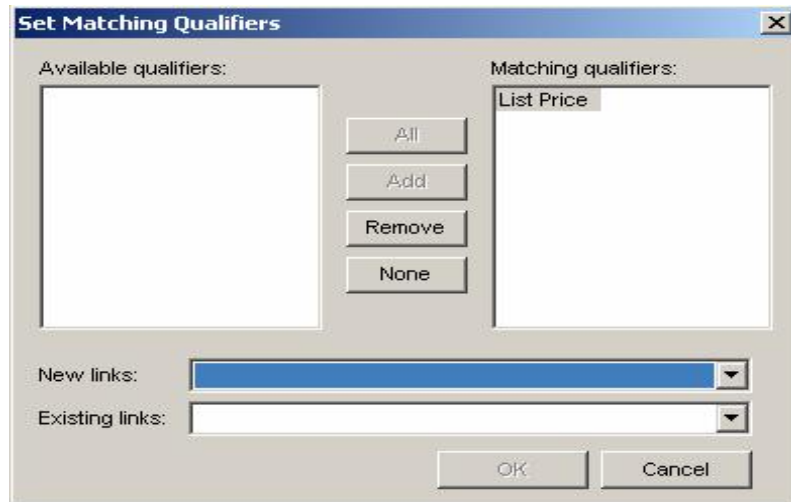 Set Matching Qualifiers
Available qualifiers:
Matching qualifiers:
List Price
All
Add
Remove
None
New links:
Existing links:
OK
Cancel